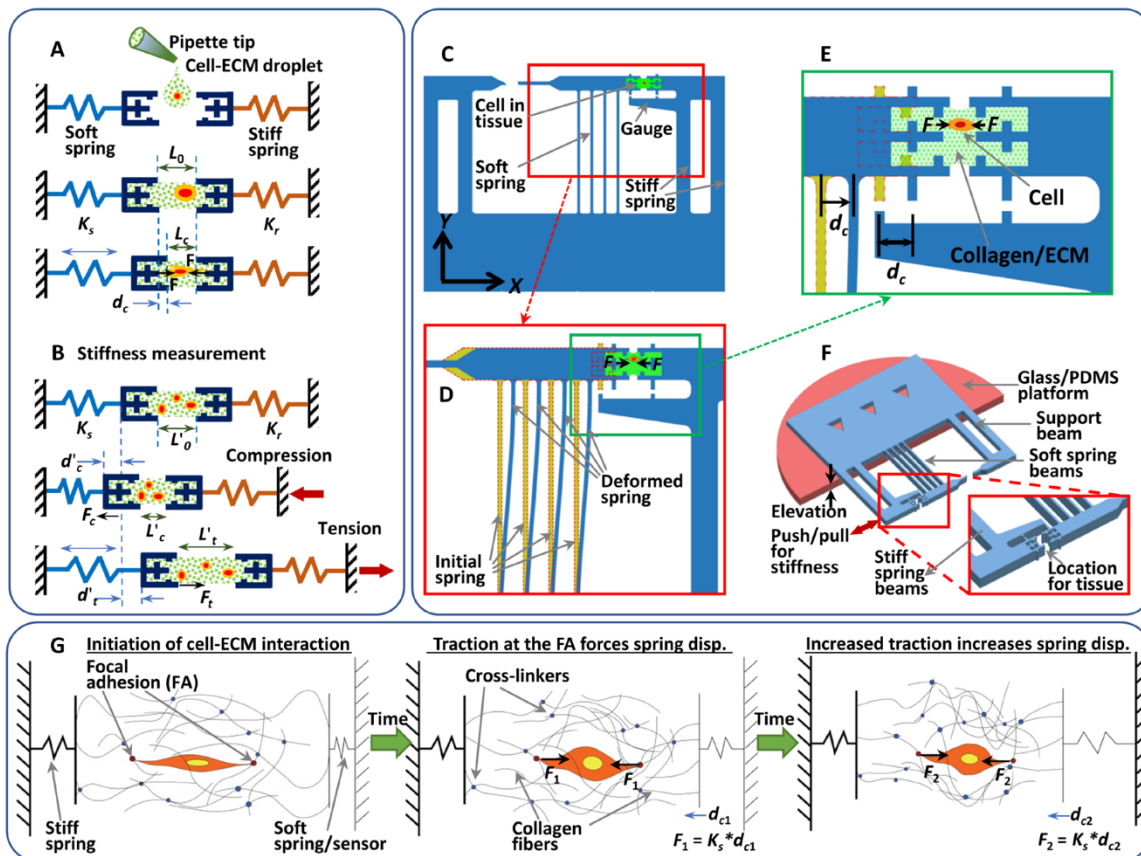 A
Pipette tip
Cell-ECM droplet
Soft
spring
Stiff
spring
L0
Ks
Kr
Lc
F
F
dc
B
Stiffness measurement
Ks
L'0
Kr
d'c
Compression
Fc
L'c
Tension
L't
d't
Ft
C
Cell in
tissue
Gauge
Soft
spring
Stiff
spring
Y
X
D
F
F
Deformed
spring
Initial
spring
E
F
F
Cell
dc
Collagen/ECM
dc
F
Glass/PDMS
platform
Support
beam
Soft spring
beams
Elevation
Push/pull
for
stiffness
Stiff
spring
beams
Location
for tissue
G
Initiation of cell-ECM interaction
Focal
adhesion (FA)
Stiff
spring
Soft
spring/sensor
Time
Traction at the FA forces spring disp.
Cross-linkers
F1
F1
Collagen
fibers
dc1
F1 = Ks*dc1
Time
Increased traction increases spring disp.
F2
F2
dc2
F2 = Ks*dc2